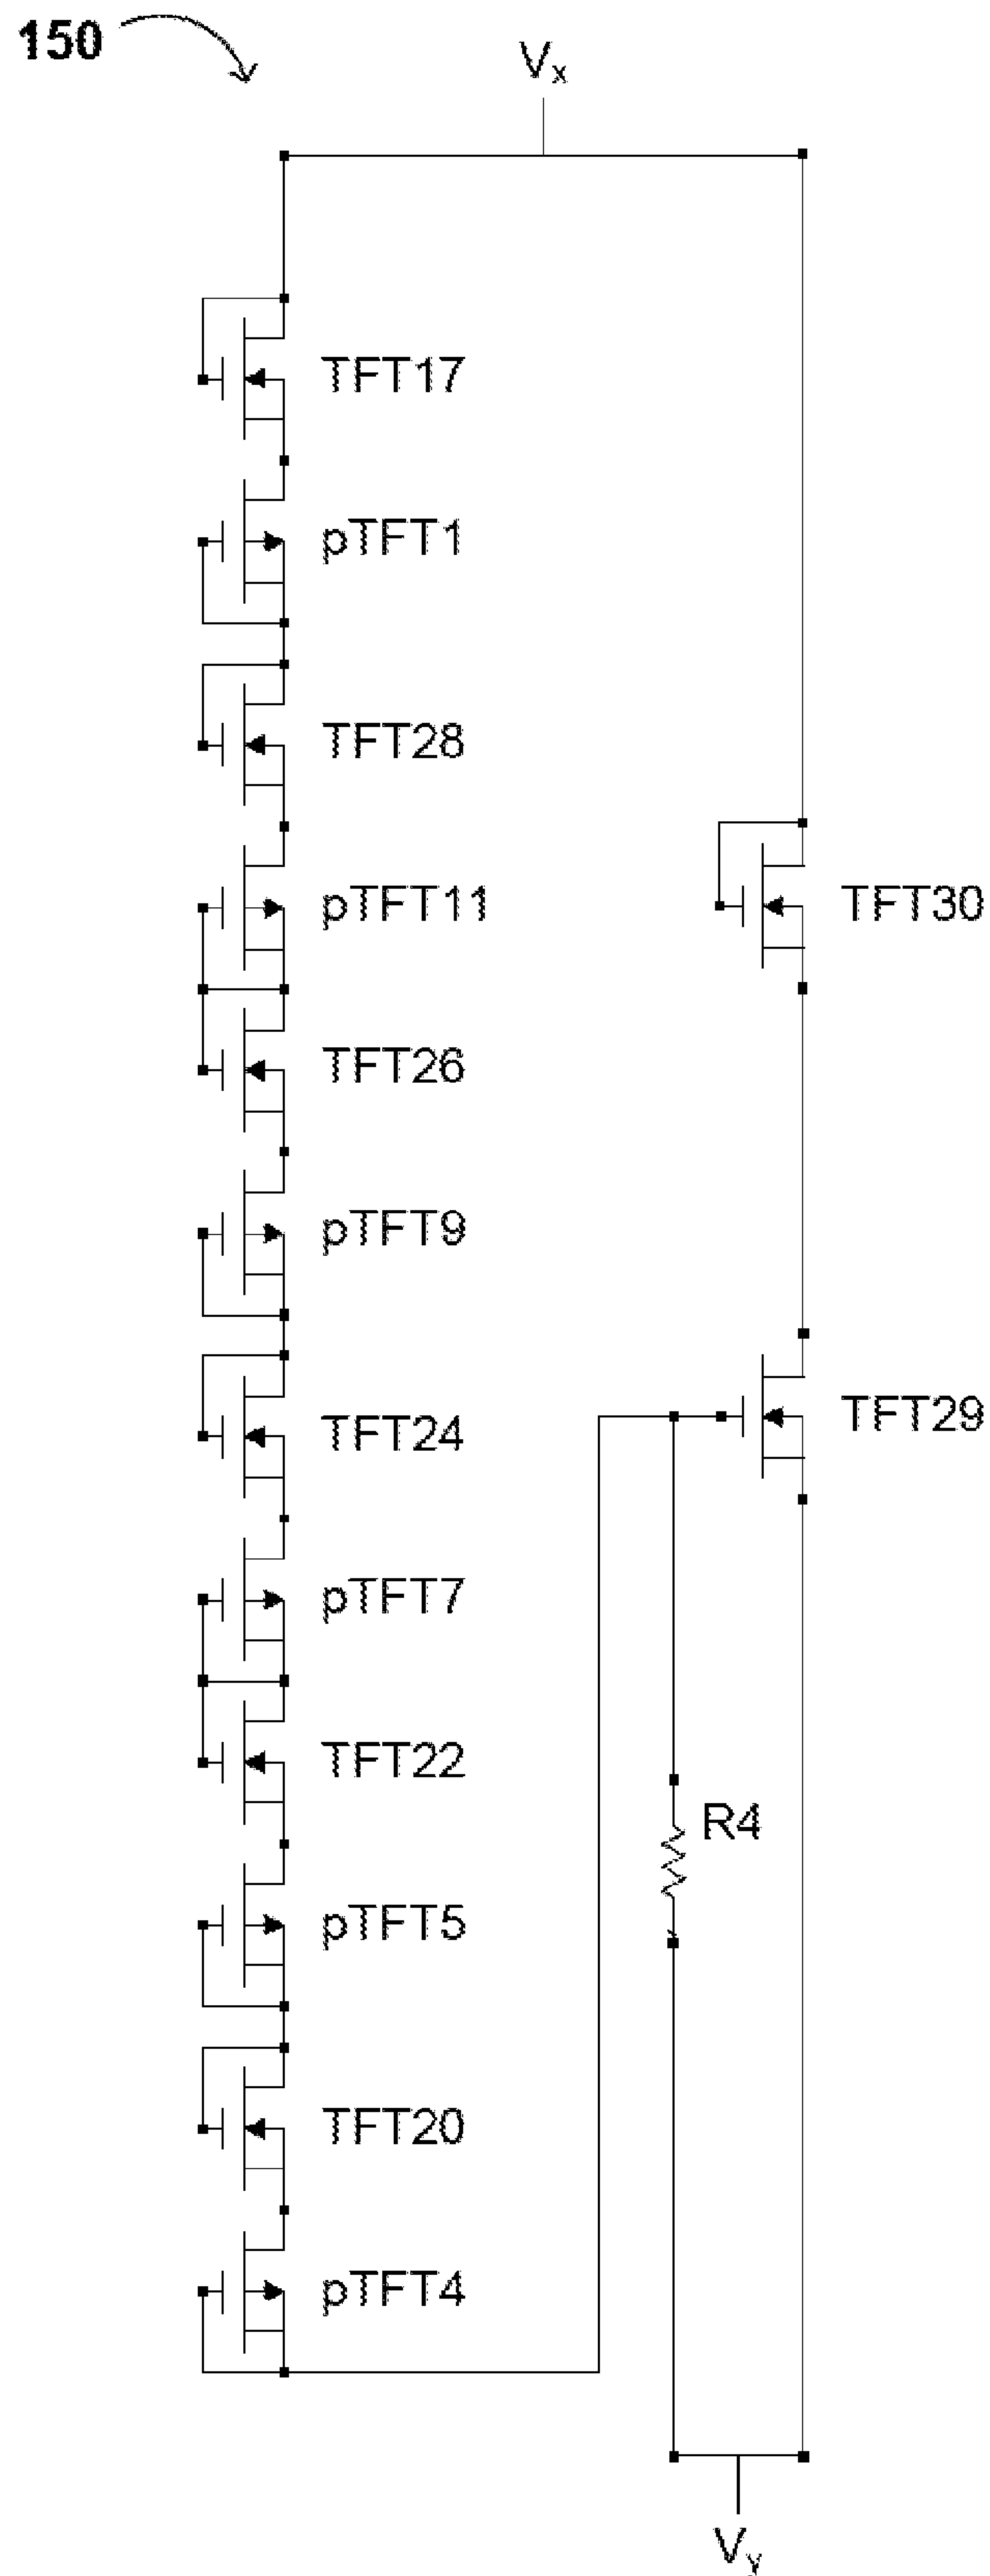 150
Vx
TFT17
pTFT1
TFT28
pTFT11
TFT30
TFT26
pTFT9
TFT24
TFT29
pTFT7
TFT22
R4
pTFT5
TFT20
pTFT4
Vy